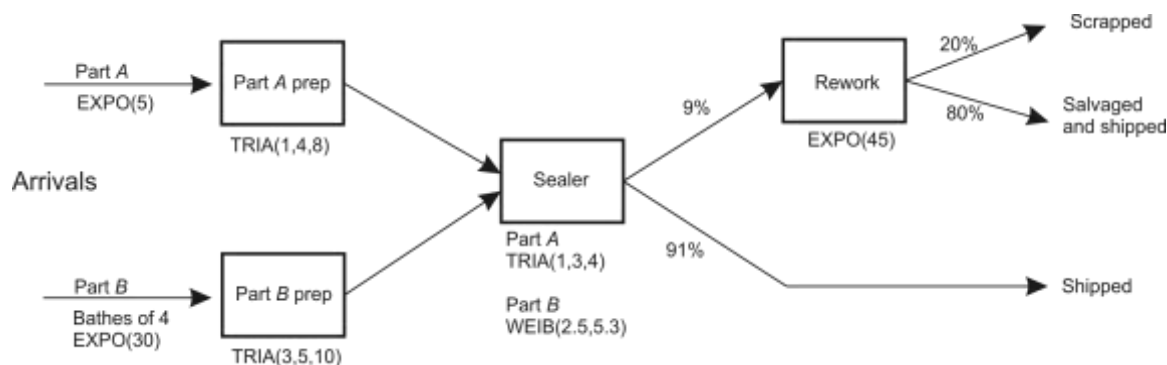 Part A
EXPO(5)
Part A prep
TRIA(1,4,8)
Arrivals
Part B
Bathes of 4
EXPO(30)
Part B prep
TRIA(3,5,10)
Sealer
Part A
TRIA(1,3,4)
Part B
WEIB(2.5,5.3)
9%
91%
Rework
EXPO(45)
20%
80%
Scrapped
Salvaged
and shipped
Shipped